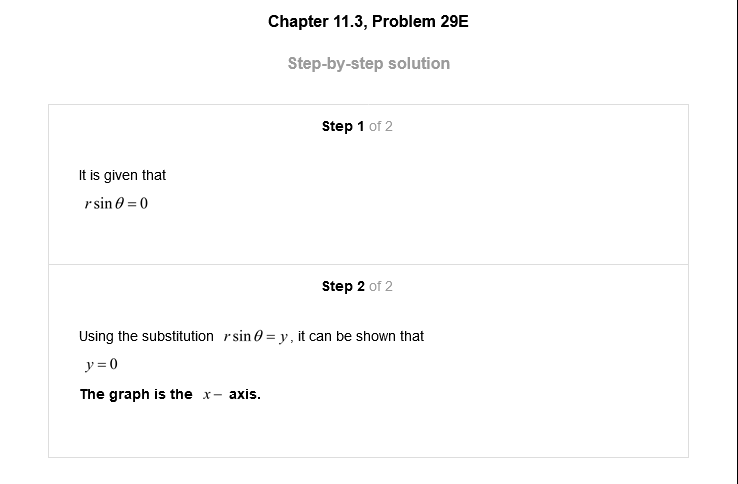 Chapter 11.3, Problem 29E
Step-by-step solution
Step 1 of 2
It is given that
r sin θ = 0
Step 2 of 2
Using the substitution r sin θ = y, it can be shown that
y = 0
The graph is the x − axis.